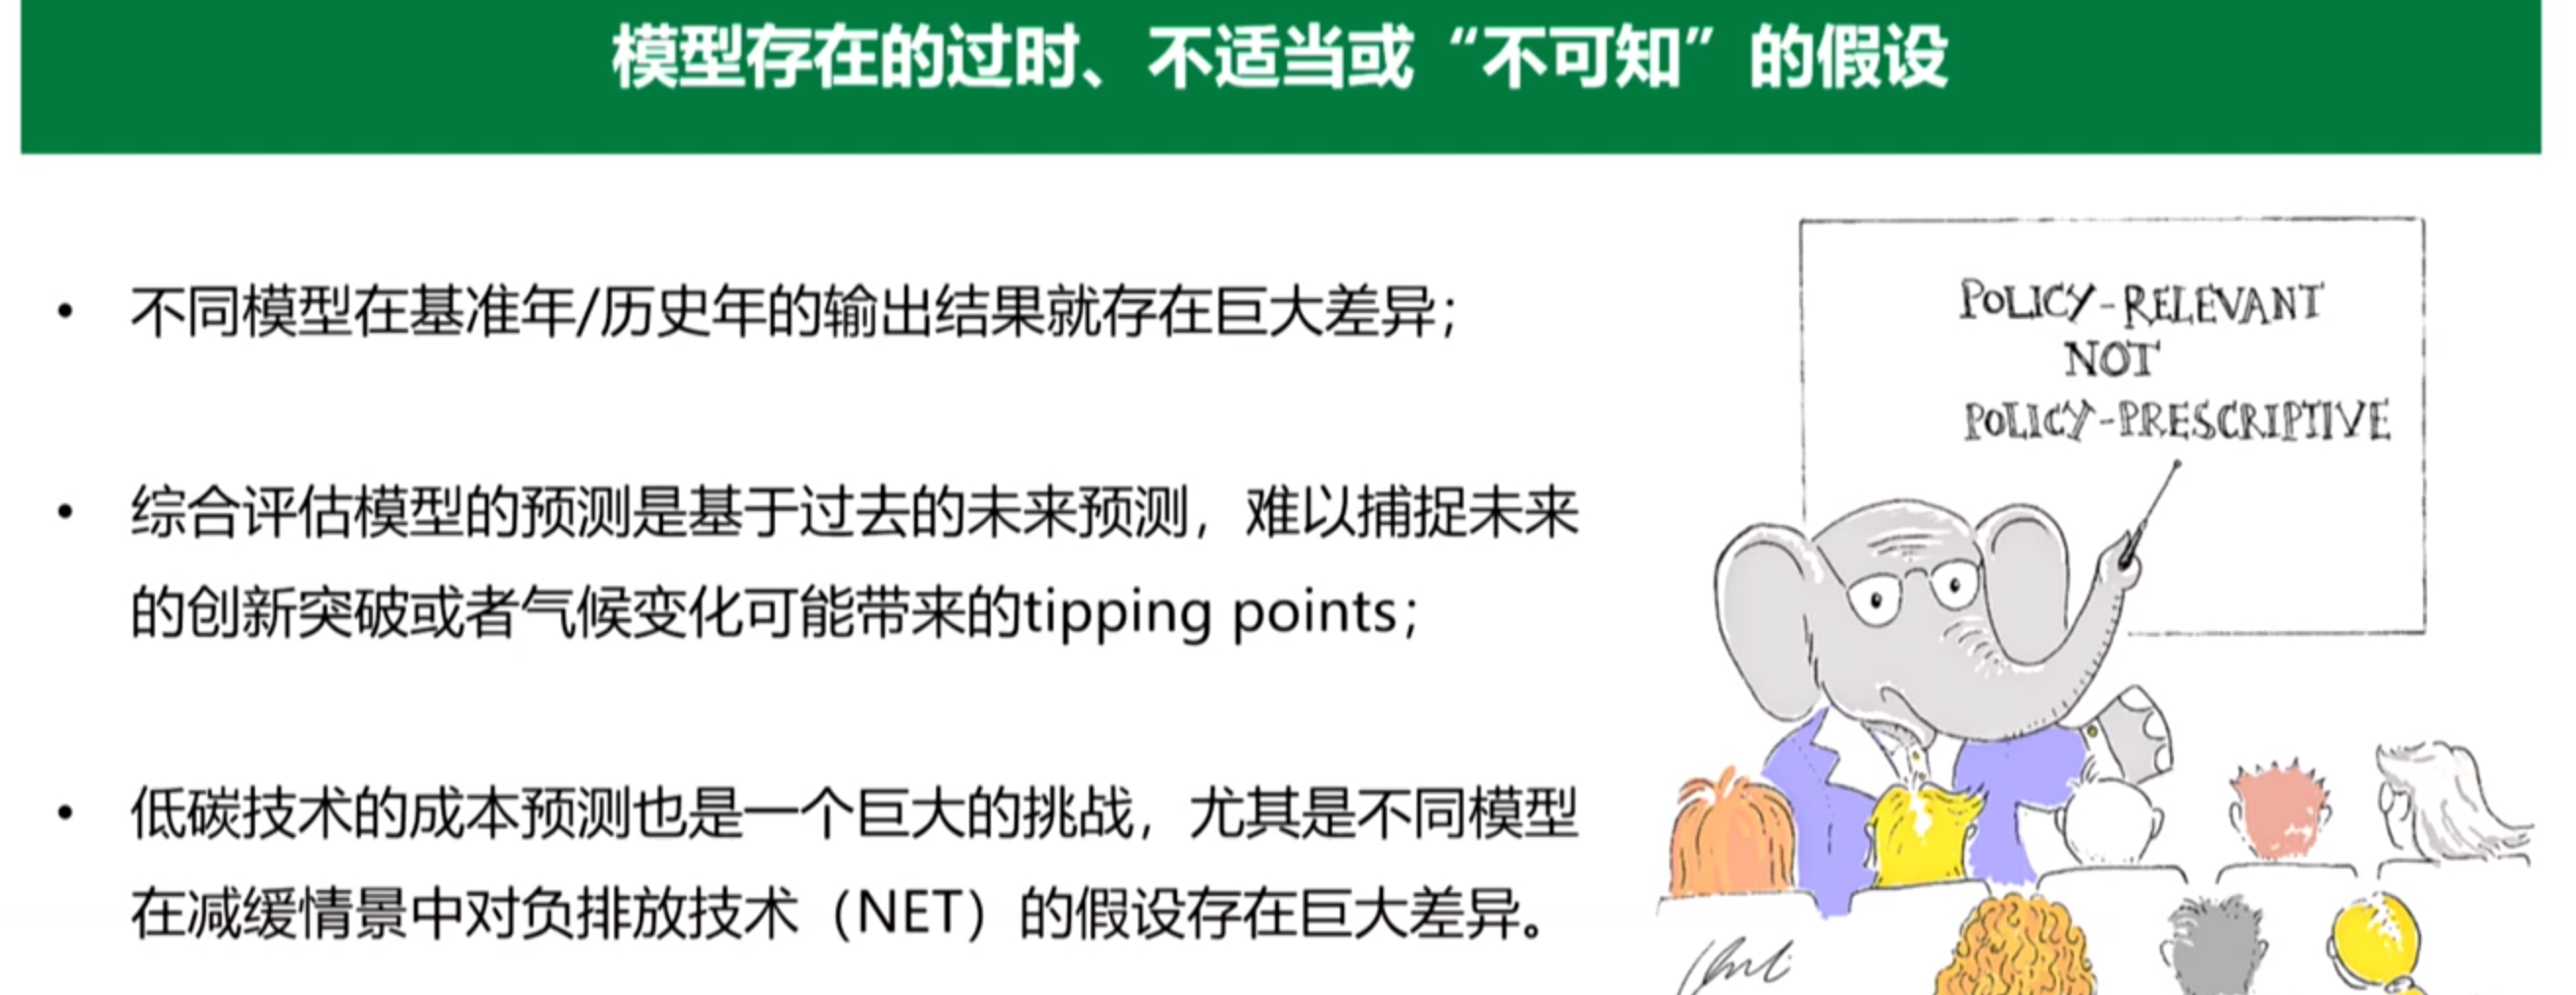 模型存在的过时、不适当或“不可知”的假设
• 不同模型在基准年/历史年的输出结果就存在巨大差异；
• 综合评估模型的预测是基于过去的未来预测，难以捕捉未来
的创新突破或者气候变化可能带来的tipping points；
• 低碳技术的成本预测也是一个巨大的挑战，尤其是不同模型
在减缓情景中对负排放技术（NET）的假设存在巨大差异。
POLICY-RELEVANT
NOT
POLICY-PRESCRIPTIVE